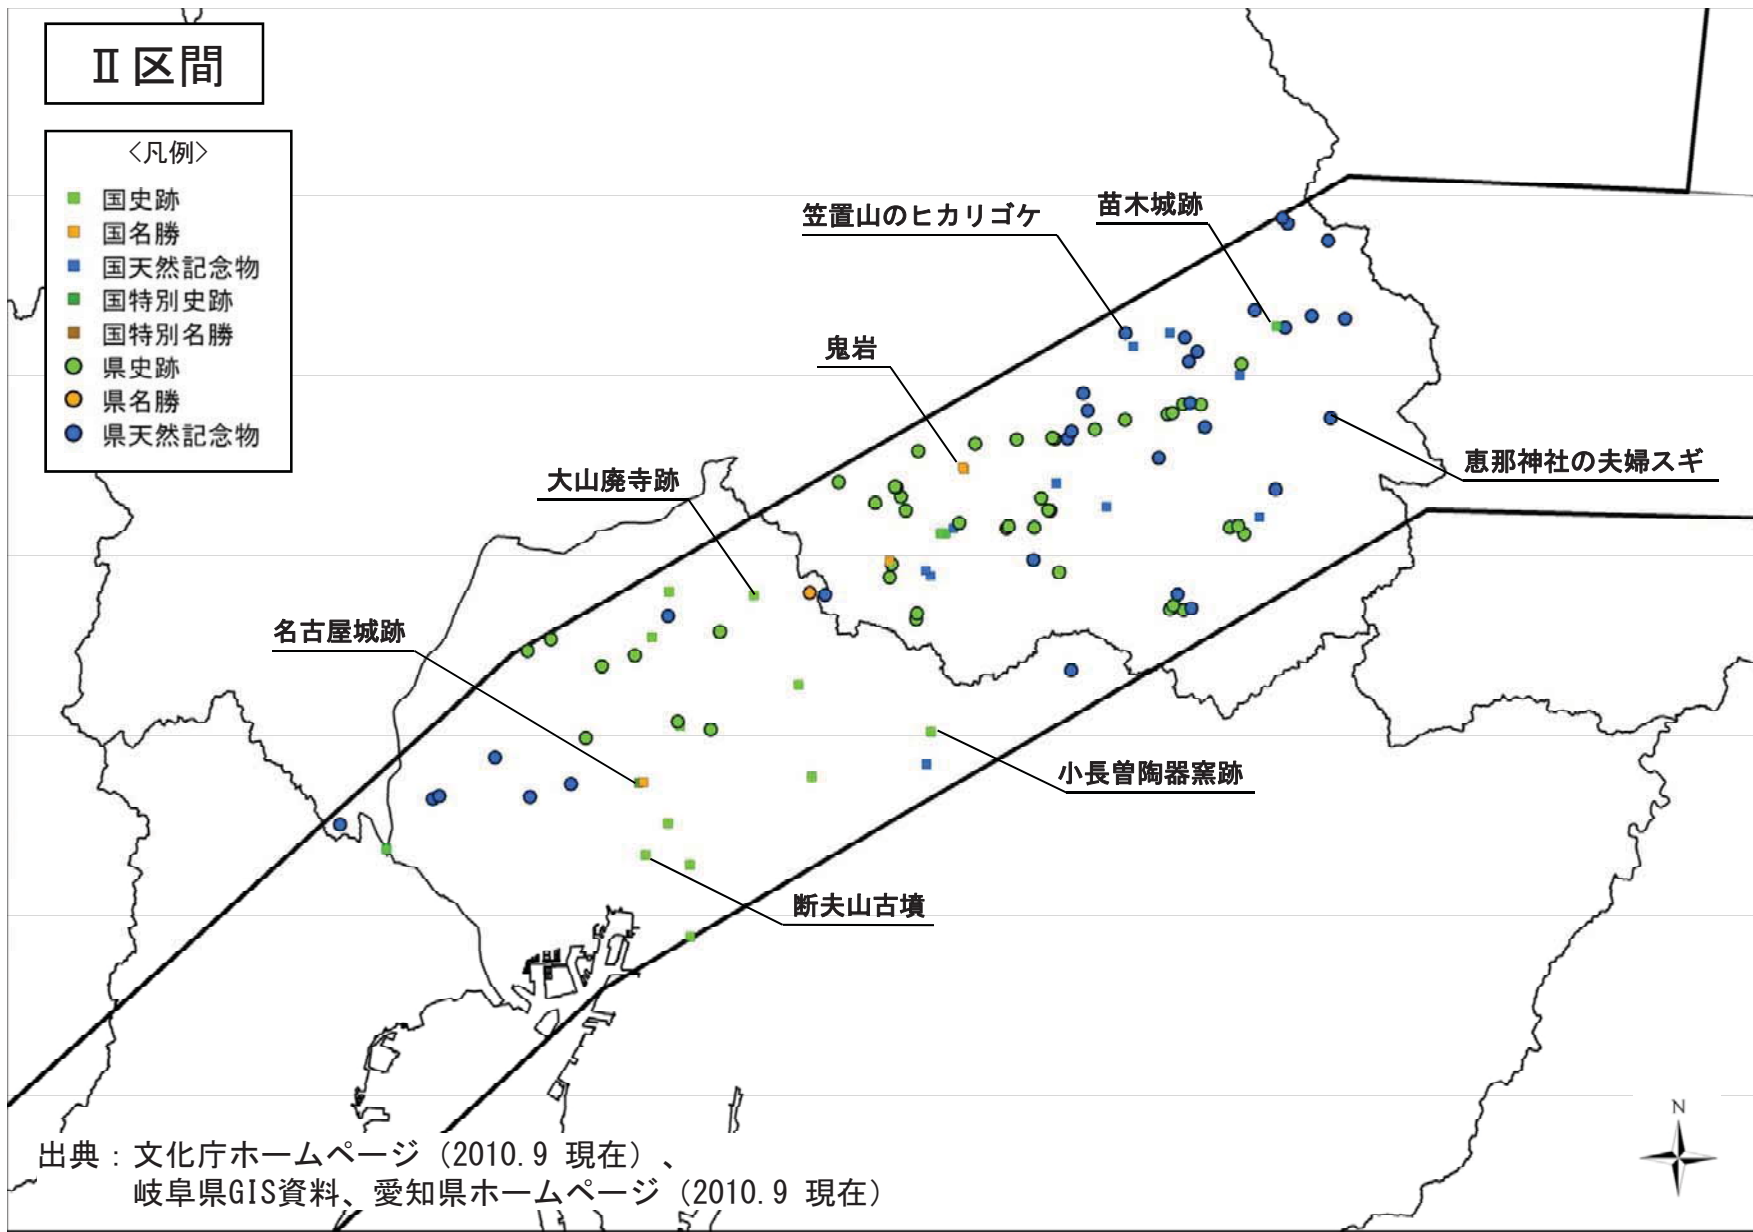 Ⅱ区間
<凡例>
国史跡
国名勝
国天然記念物
国特別史跡
国特別名勝
県史跡
県名勝
県天然記念物
笠置山のヒカリゴケ
苗木城跡
鬼岩
恵那神社の夫婦スギ
大山廃寺跡
名古屋城跡
小長曽陶器窯跡
断夫山古墳
N
出典：文化庁ホームページ（2010.9 現在）、
岐阜県GIS資料、愛知県ホームページ（2010.9 現在）